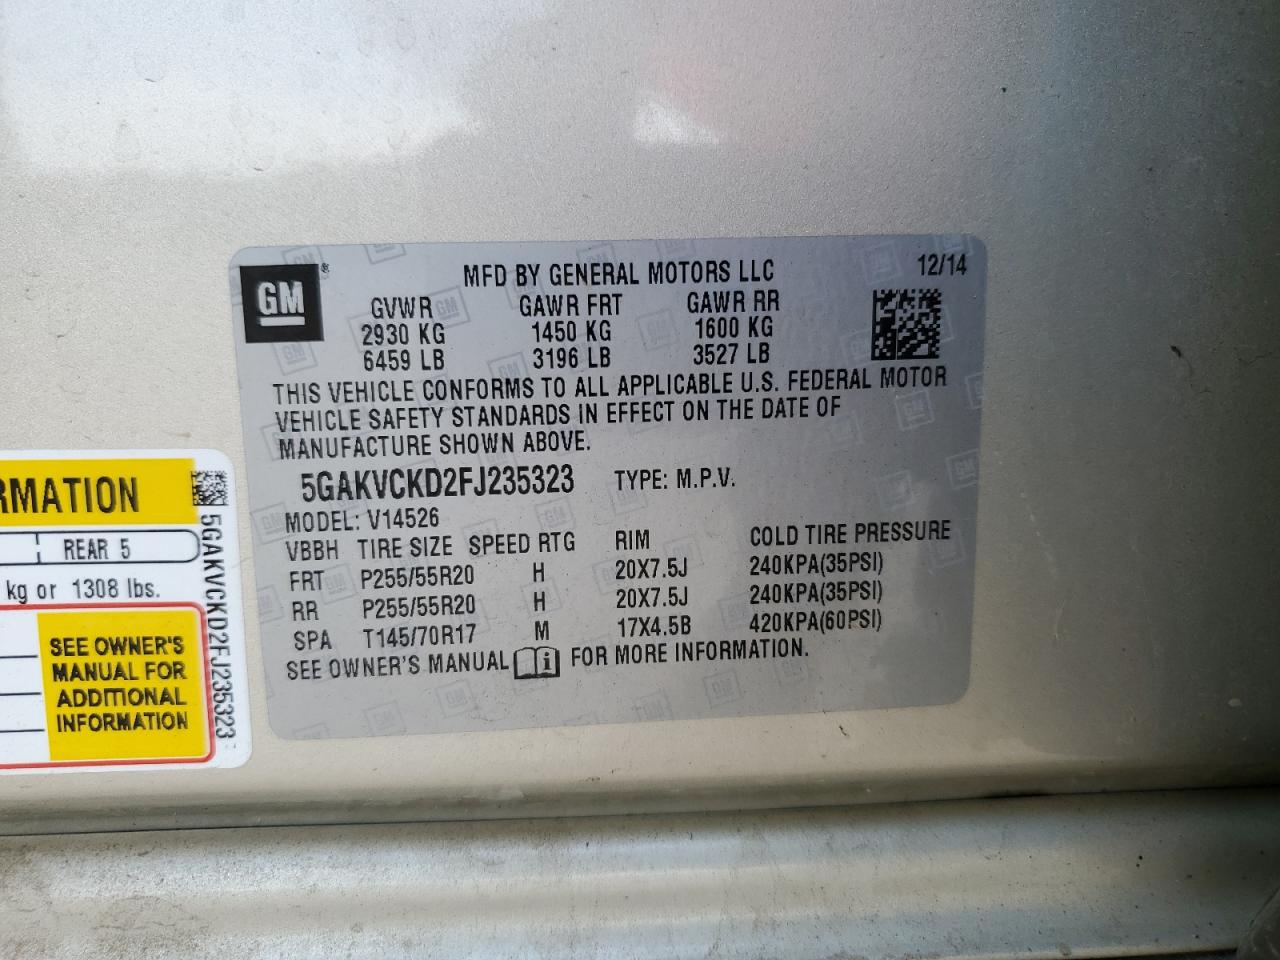 GM
MFD BY GENERAL MOTORS LLC 12/14
GVWR GAWR FRT GAWR RR
2930 KG 1450 KG 1600 KG
6459 LB 3196 LB 3527 LB
THIS VEHICLE CONFORMS TO ALL APPLICABLE U.S. FEDERAL MOTOR
VEHICLE SAFETY STANDARDS IN EFFECT ON THE DATE OF
MANUFACTURE SHOWN ABOVE.
5GAKVCKD2FJ235323 TYPE: M.P.V.
MODEL: V14526
VBBH TIRE SIZE SPEED RTG RIM COLD TIRE PRESSURE
FRT P255/55R20 H 20X7.5J 240KPA(35PSI)
RR P255/55R20 H 20X7.5J 240KPA(35PSI)
SPA T145/70R17 M 17X4.5B 420KPA(60PSI)
SEE OWNER'S MANUAL i FOR MORE INFORMATION.
RMATION
REAR 5
kg or 1308 lbs.
SEE OWNER'S
MANUAL FOR
ADDITIONAL
INFORMATION
5GAKVCKD2FJ235323